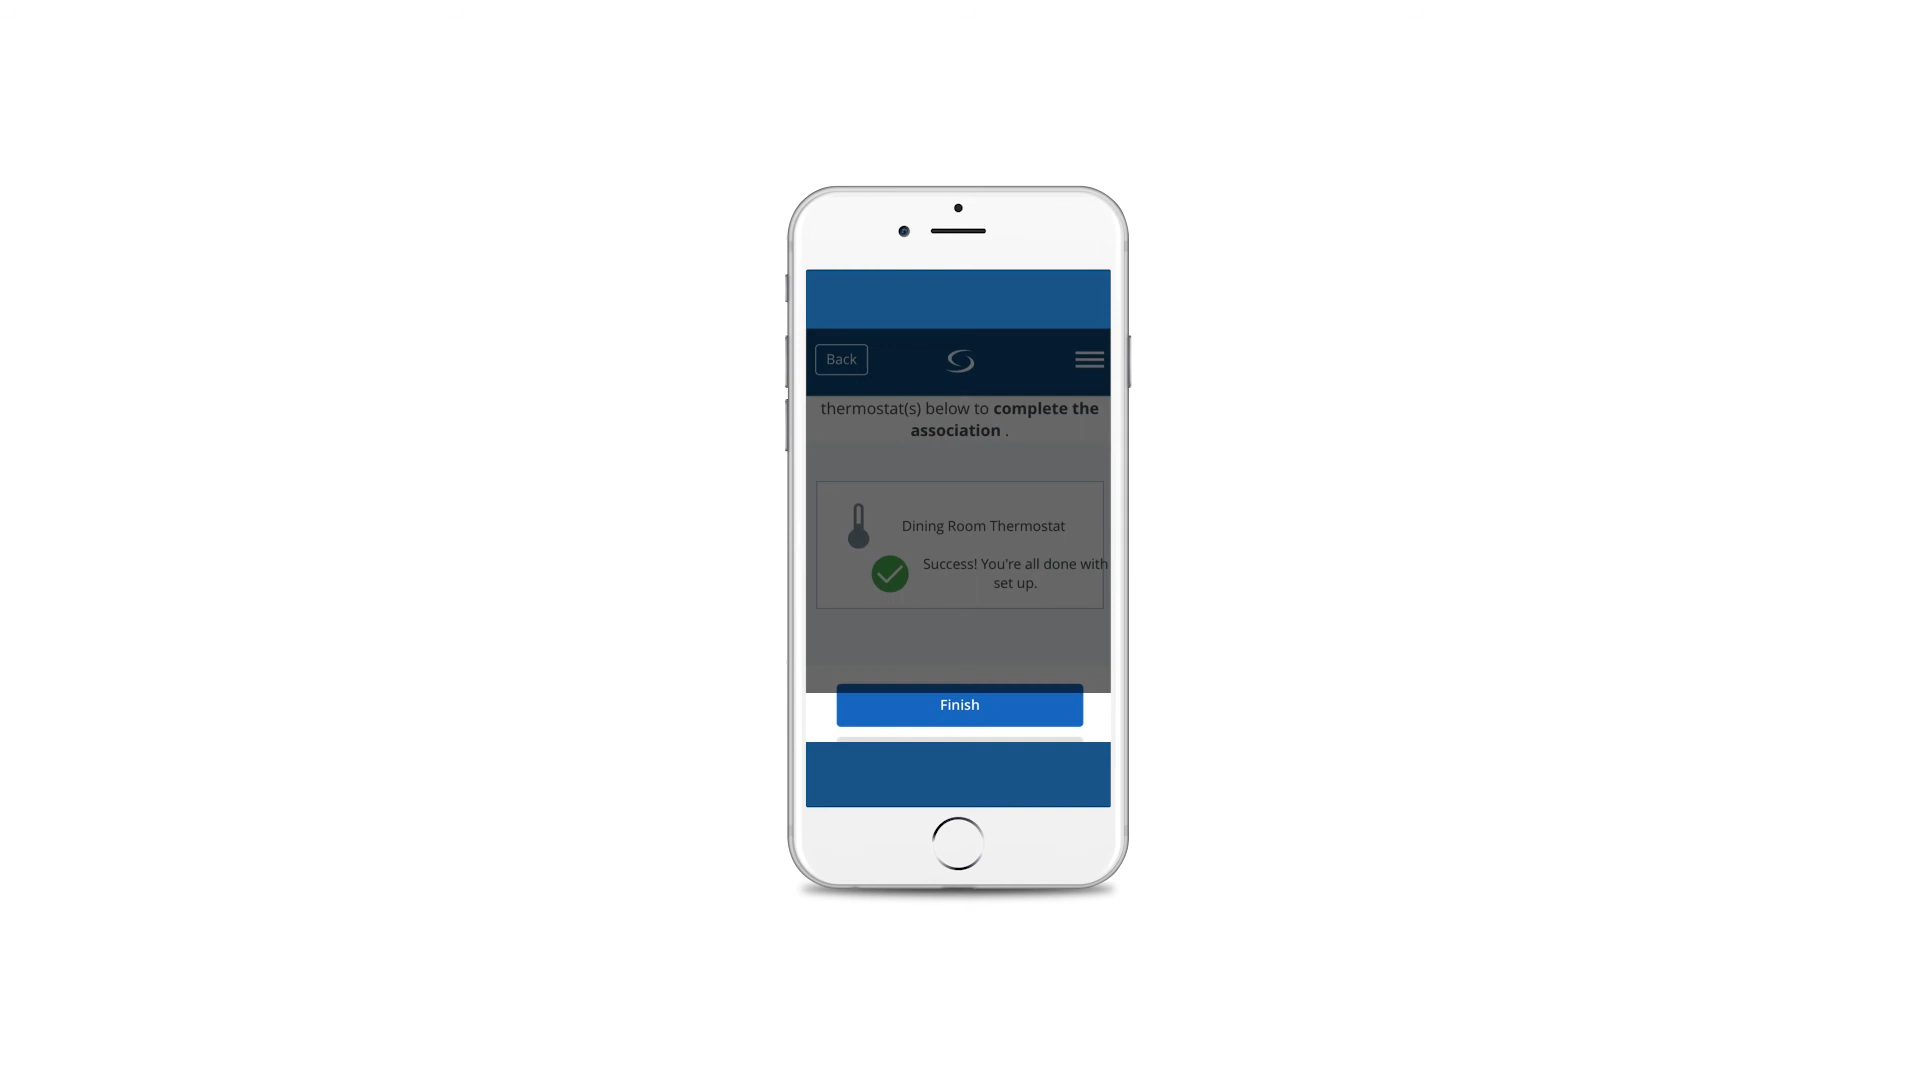 Back
thermostat(s) below to complete the
association .
Dining Room Thermostat
Success! You're all done with
set up.
Finish